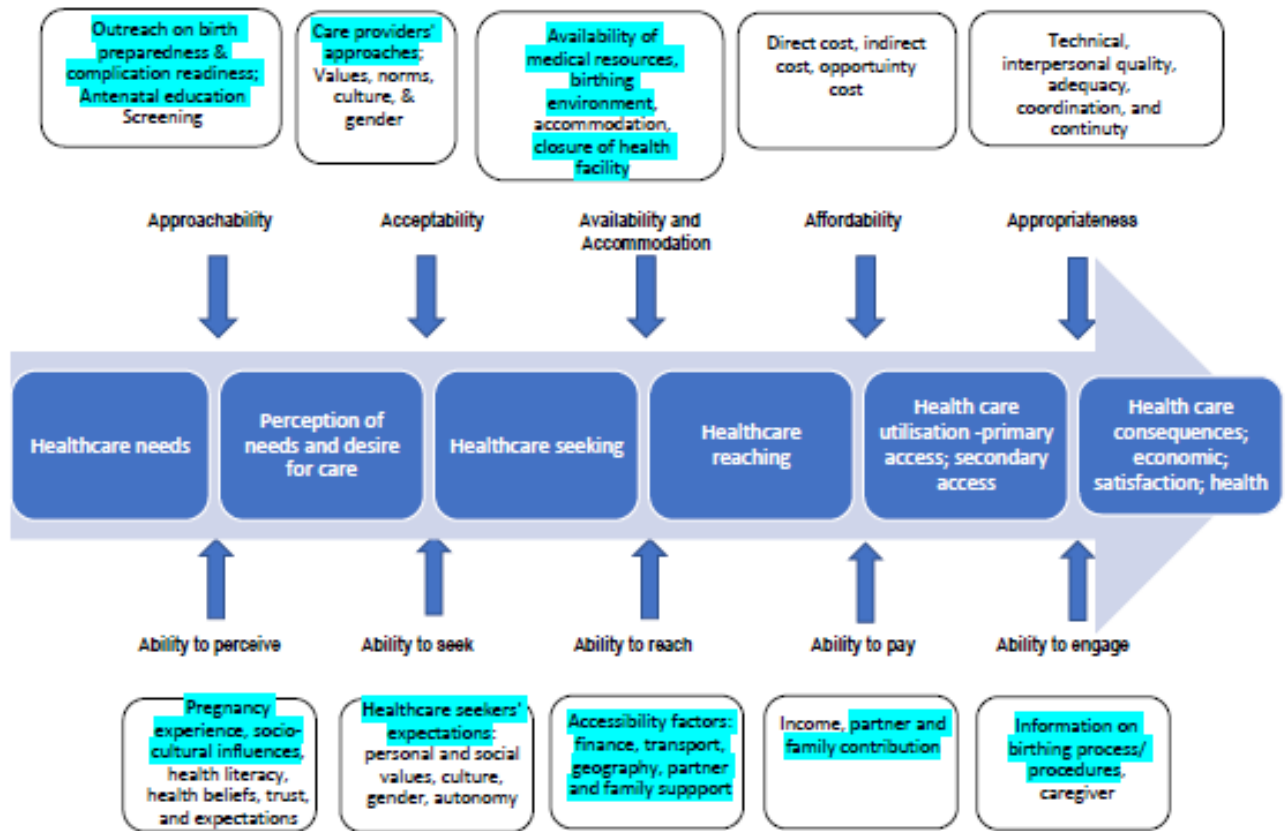 Outreach on birth
preparedness &
complication readiness;
Antenatal education
Screening
Care providers'
approaches;
Values, norms,
culture, &
gender
Availability of
medical resources,
birthing
environment,
accommodation,
closure of health
facility
Direct cost, indirect
cost, opportuinty
cost
Technical,
interpersonal quality,
adequacy,
coordination, and
continuty
Approachability
Acceptability
Availability and
Accommodation
Affordability
Appropriateness
Healthcare needs
Perception of
needs and desire
for care
Healthcare seeking
Healthcare
reaching
Health care
utilisation -primary
access; secondary
access
Health care
consequences;
economic;
satisfaction; health
Ability to perceive
Ability to seek
Ability to reach
Ability to pay
Ability to engage
Pregnancy
experience, socio-
cultural influences,
health literacy,
health beliefs, trust,
and expectations
Healthcare seekers'
expectations:
personal and social
values, culture,
gender, autonomy
Accessibility factors:
finance, transport,
geography, partner
and family suppport
Income, partner and
family contribution
Information on
birthing process/
procedures,
caregiver